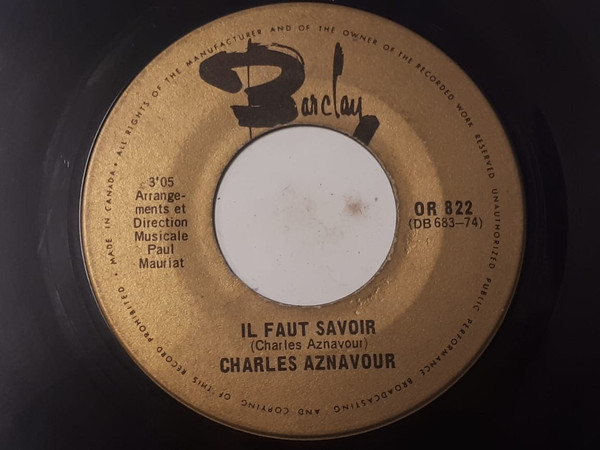 Barclay
MADE IN CANADA • ALL RIGHTS OF THE MANUFACTURER AND OF THE OWNER OF THE RECORDED WORK RESERVED UNAUTHORIZED PUBLIC PERFORMANCE BROADCASTING AND COPYING OF THIS RECORD PROHIBITED •
3'05
Arrange-
ments et
Direction
Musicale
Paul
Mauriat
OR 822
(DB 683-74)
IL FAUT SAVOIR
(Charles Aznavour)
CHARLES AZNAVOUR